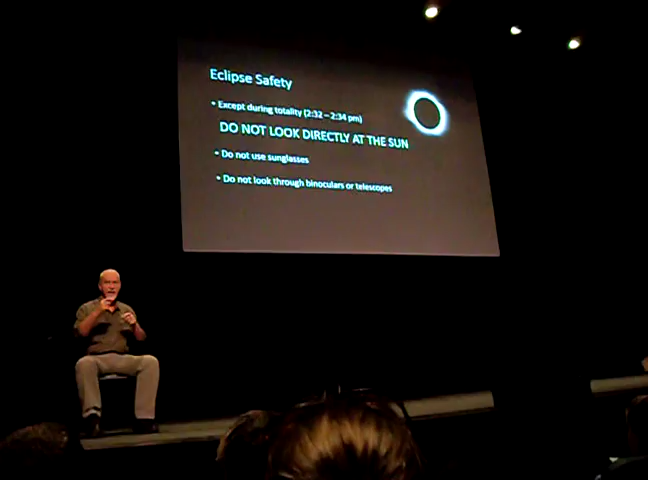 Eclipse Safety
• Except during totality (2:32 – 2:34 pm)
DO NOT LOOK DIRECTLY AT THE SUN
• Do not use sunglasses
• Do not look through binoculars or telescopes